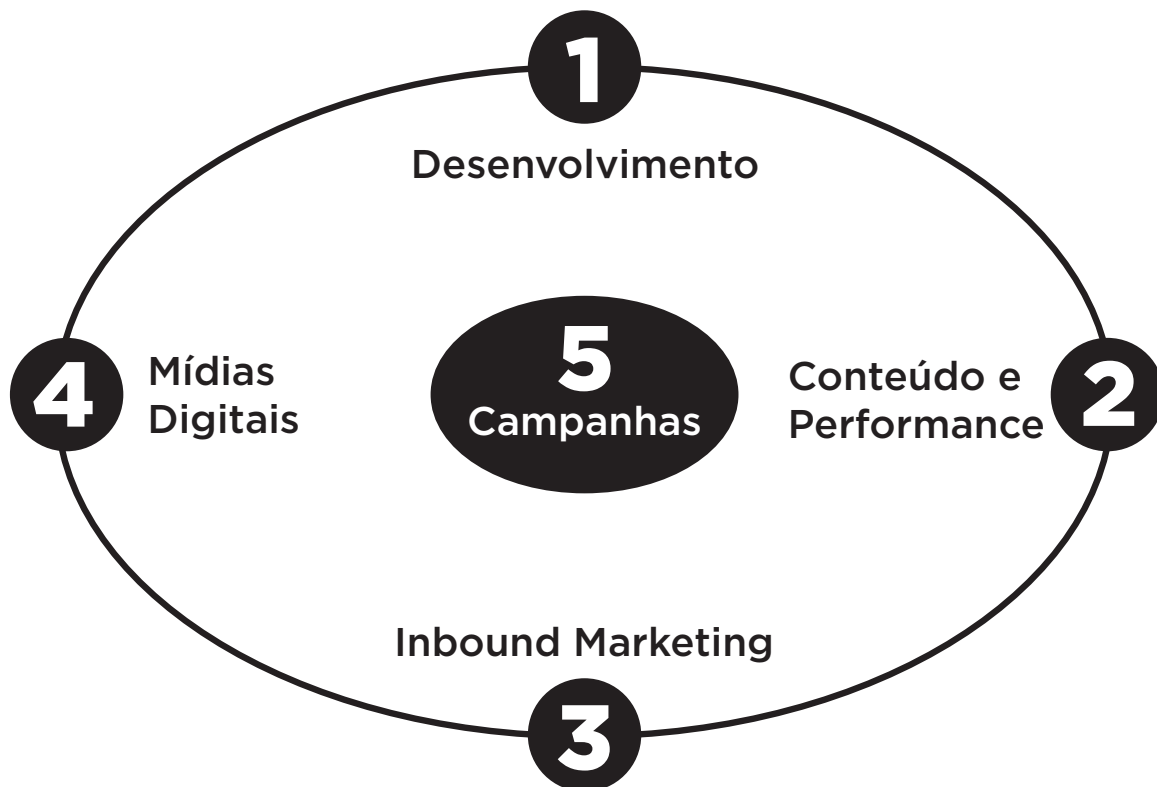 1
Desenvolvimento
2
Conteúdo e
Performance
3
Inbound Marketing
4
Mídias
Digitais
5
Campanhas